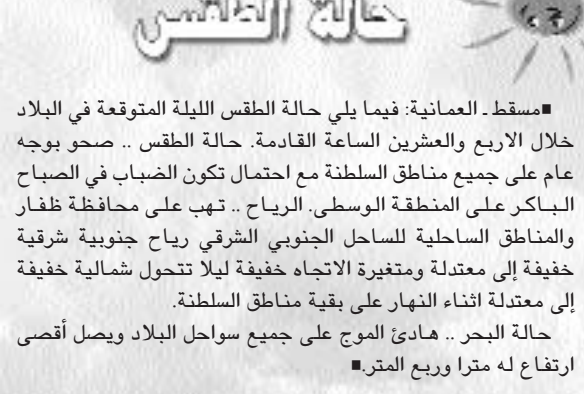 حالة الطقس
■مسقط ـ العمانية: فيما يلي حالة الطقس الليلة المتوقعة في البلاد
خلال الاربع والعشرين الساعة القادمة. حالة الطقس .. صحو بوجه
عام على جميع مناطق السلطنة مع احتمال تكون الضباب في الصباح
الباكر على المنطقة الوسطى. الرياح .. تهب على محافظة ظفار
والمناطق الساحلية للساحل الجنوبي الشرقي رياح جنوبية شرقية
خفيفة إلى معتدلة ومتغيرة الاتجاه خفيفة ليلا تتحول شمالية خفيفة
إلى معتدلة اثناء النهار على بقية مناطق السلطنة.
حالة البحر .. هادئ الموج على جميع سواحل البلاد ويصل أقصى
ارتفاع له مترا وربع المتر.■